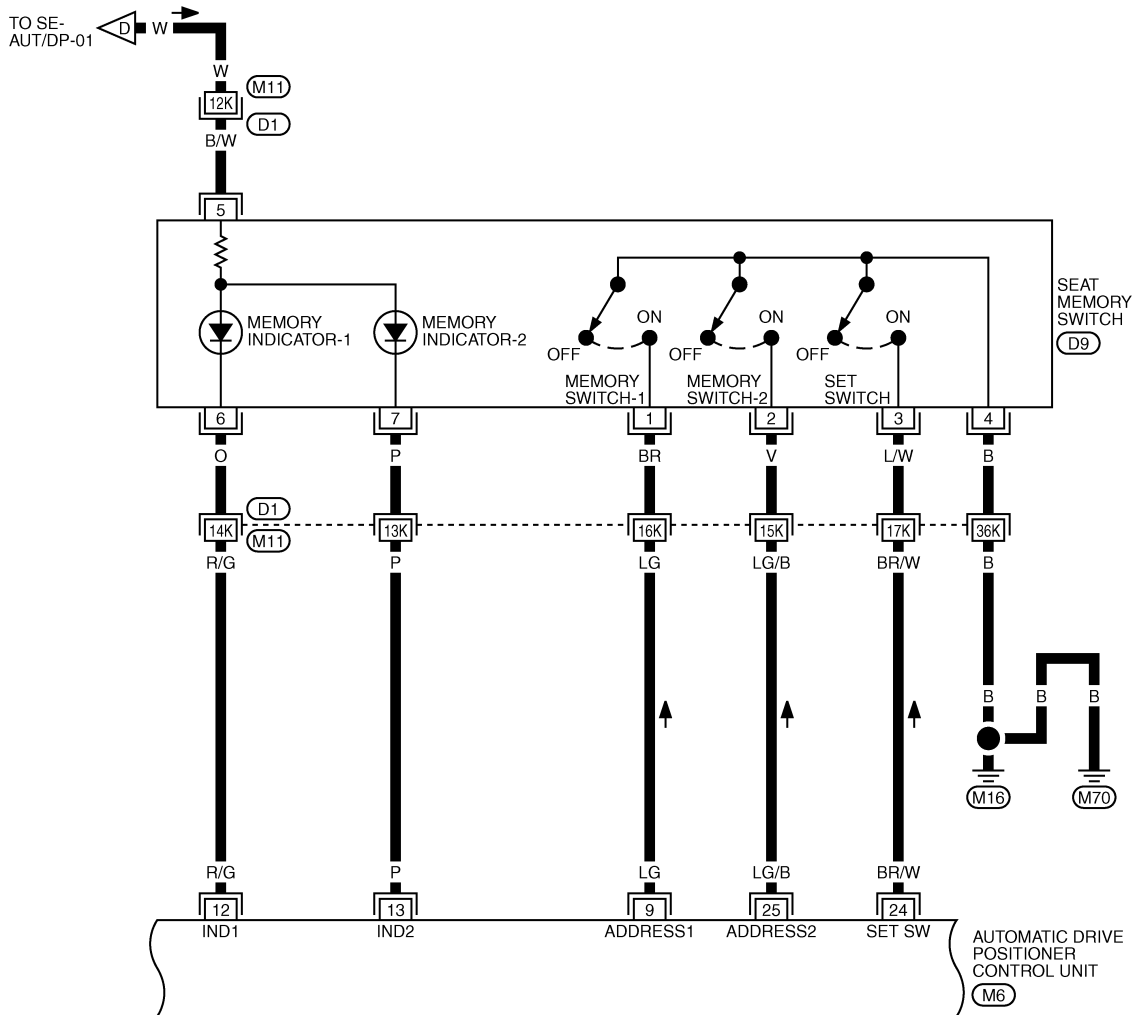 TO SE-
AUT/DP-01
D
W
W
M11
12K
D1
B/W
5
MEMORY
INDICATOR-1
MEMORY
INDICATOR-2
OFF
ON
MEMORY
SWITCH-1
OFF
ON
MEMORY
SWITCH-2
OFF
ON
SET
SWITCH
SEAT
MEMORY
SWITCH
D9
6 7 1 2 3 4
O P BR V L/W B
D1
14K 13K 16K 15K 17K 36K
M11
R/G P LG LG/B BR/W B
B B B
M16 M70
R/G P LG LG/B BR/W
12 13 9 25 24
IND1 IND2 ADDRESS1 ADDRESS2 SET SW
AUTOMATIC DRIVE
POSITIONER
CONTROL UNIT
M6